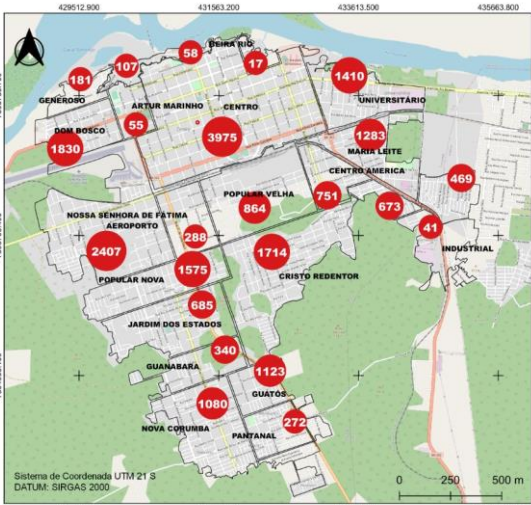 429512.900 431563.200 433613.500 435663.800
BEIRA RIO
58
17
107
181
1410
GENEROSO
ARTUR MARINHO
CENTRO
UNIVERSITÁRIO
55
DOM BOSCO
3975
1283
1830
MARIA LEITE
CENTRO AMERICA
469
POPULAR VELHA
751
673
864
NOSSA SENHORA DE FÁTIMA
AEROPORTO
41
288
2407
1714
INDUSTRIAL
1575
POPULAR NOVA
CRISTO REDENTOR
685
JARDIM DOS ESTADOS
340
GUANABARA
1123
GUATÓS
1080
272
NOVA CORUMBA
PANTANAL
Sistema de Coordenada UTM 21 S
DATUM: SIRGAS 2000
0 250 500 m